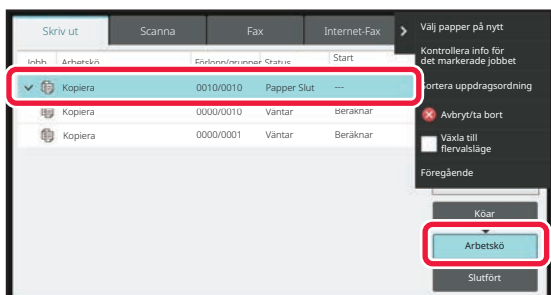 Skriv ut Scanna Fax Internet-Fax
Jobb Arbetskö Förlopp/grupper Status Start
Kopiera 0010/0010 Papper Slut ---
Kopiera 0000/0010 Väntar Beräknar
Kopiera 0000/0001 Väntar Beräknar
Välj papper på nytt
Kontrollera info för
det markerade jobbet
Sortera uppdragsordning
Avbryt/ta bort
Växla till
flervalsläge
Föregående
Köar
Arbetskö
Slutfört